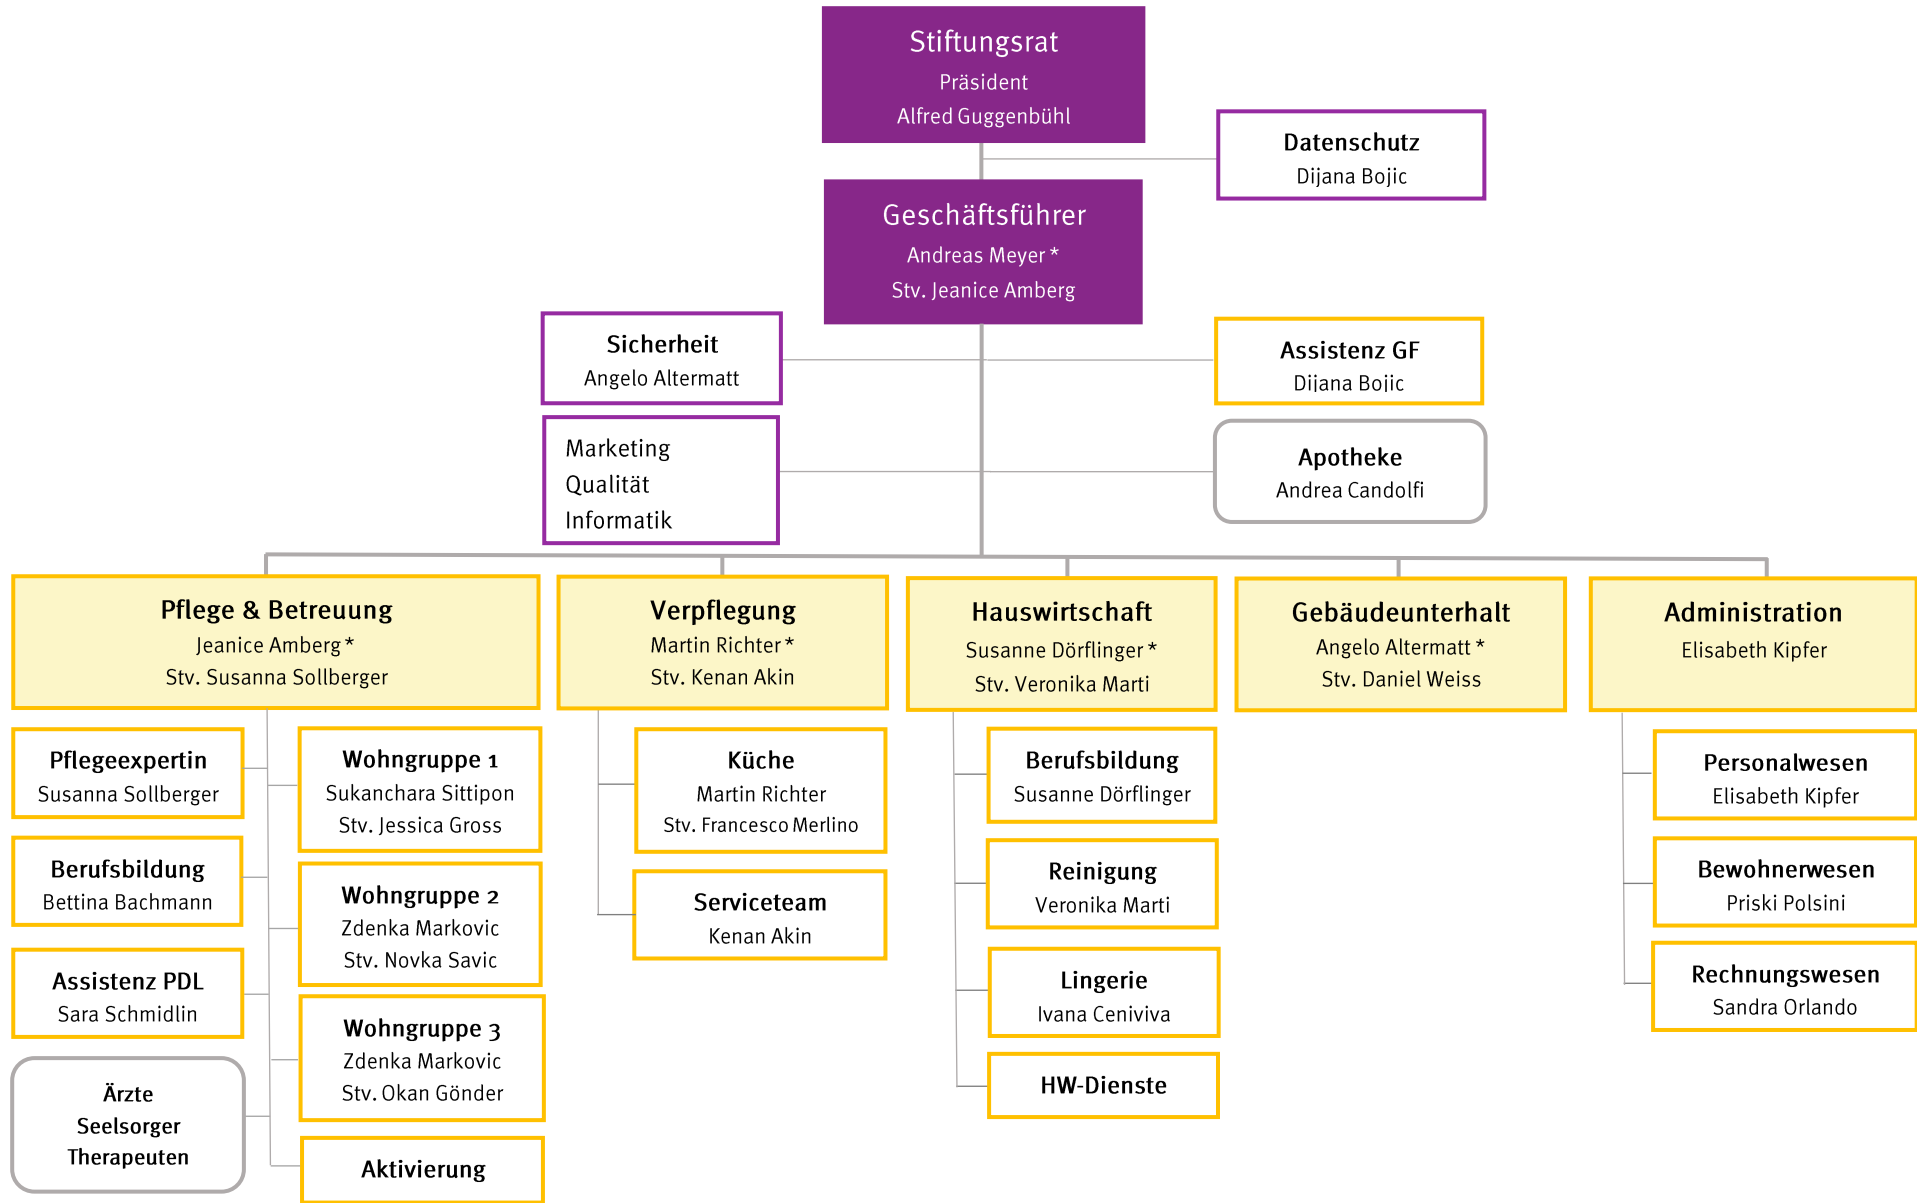 Stiftungsrat
Präsident
Alfred Guggenbühl
Datenschutz
Dijana Bojic
Geschäftsführer
Andreas Meyer *
Stv. Jeanice Amberg
Sicherheit
Angelo Altermatt
Assistenz GF
Dijana Bojic
Marketing
Qualität
Informatik
Apotheke
Andrea Candolfi
Pflege & Betreuung
Jeanice Amberg *
Stv. Susanna Sollberger
Verpflegung
Martin Richter *
Stv. Kenan Akin
Hauswirtschaft
Susanne Dörflinger *
Stv. Veronika Marti
Gebäudeunterhalt
Angelo Altermatt *
Stv. Daniel Weiss
Administration
Elisabeth Kipfer
Pflegeexpertin
Susanna Sollberger
Berufsbildung
Bettina Bachmann
Assistenz PDL
Sara Schmidlin
Ärzte
Seelsorger
Therapeuten
Wohngruppe 1
Sukanchara Sittipon
Stv. Jessica Gross
Wohngruppe 2
Zdenka Markovic
Stv. Novka Savic
Wohngruppe 3
Zdenka Markovic
Stv. Okan Gönder
Aktivierung
Küche
Martin Richter
Stv. Francesco Merlino
Serviceteam
Kenan Akin
Berufsbildung
Susanne Dörflinger
Reinigung
Veronika Marti
Lingerie
Ivana Ceniviva
HW-Dienste
Personalwesen
Elisabeth Kipfer
Bewohnerwesen
Priski Polsini
Rechnungswesen
Sandra Orlando